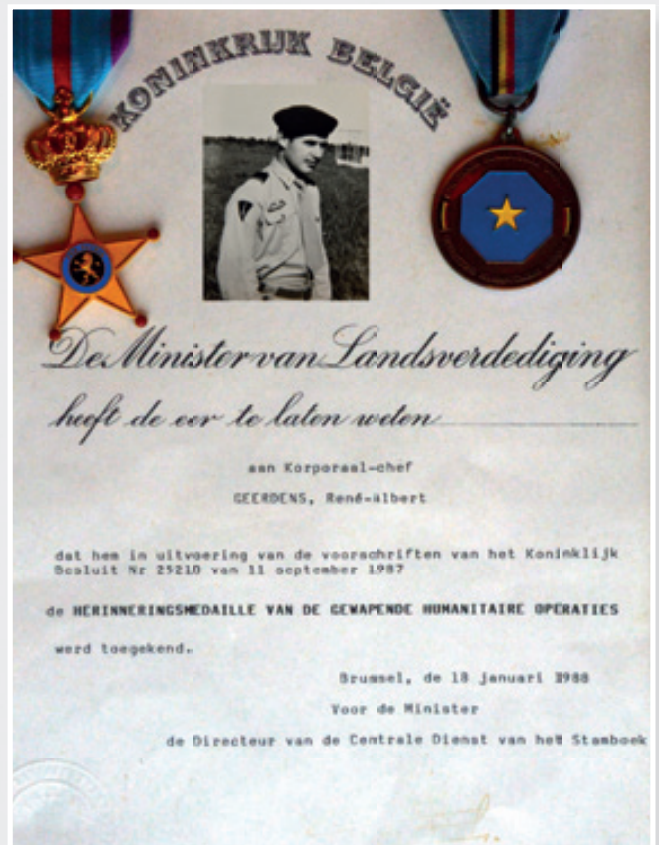 KONINKRIJK BELGIË
De Minister van Landsverdediging
heeft de eer te laten weten
aan Korporaal-chef
GEERDENS, René-Albert
dat hem in uitvoering van de voorschriften van het Koninklijk
Besluit Nr 25210 van 11 september 1987
de HERINNERINGSMEDAILLE VAN DE GEWAPENDE HUMANITAIRE OPERATIES
werd toegekend.
Brussel, de 18 januari 1988
Voor de Minister
de Directeur van de Centrale Dienst van het Stamboek